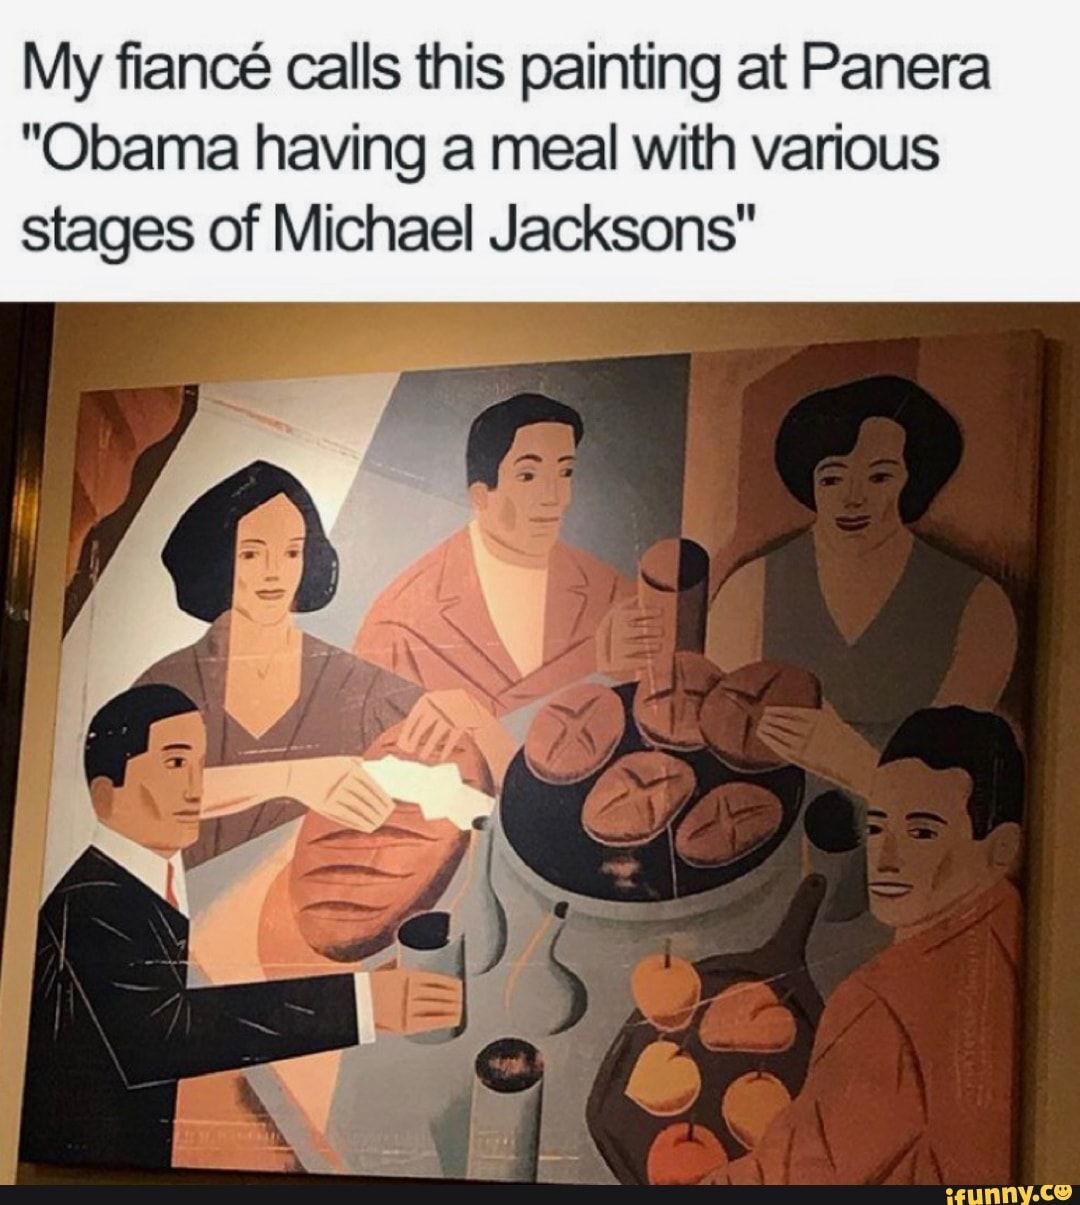 My fiancé calls this painting at Panera
"Obama having a meal with various
stages of Michael Jacksons"
ifunny.co